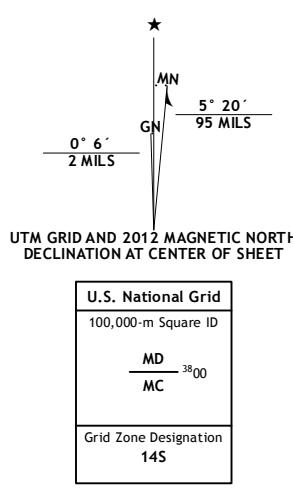 ★
MN
GN
5° 20´
95 MILS
0° 6´
2 MILS
UTM GRID AND 2012 MAGNETIC NORTH
DECLINATION AT CENTER OF SHEET
U.S. National Grid
100,000-m Square ID
MD
3800
MC
Grid Zone Designation
14S